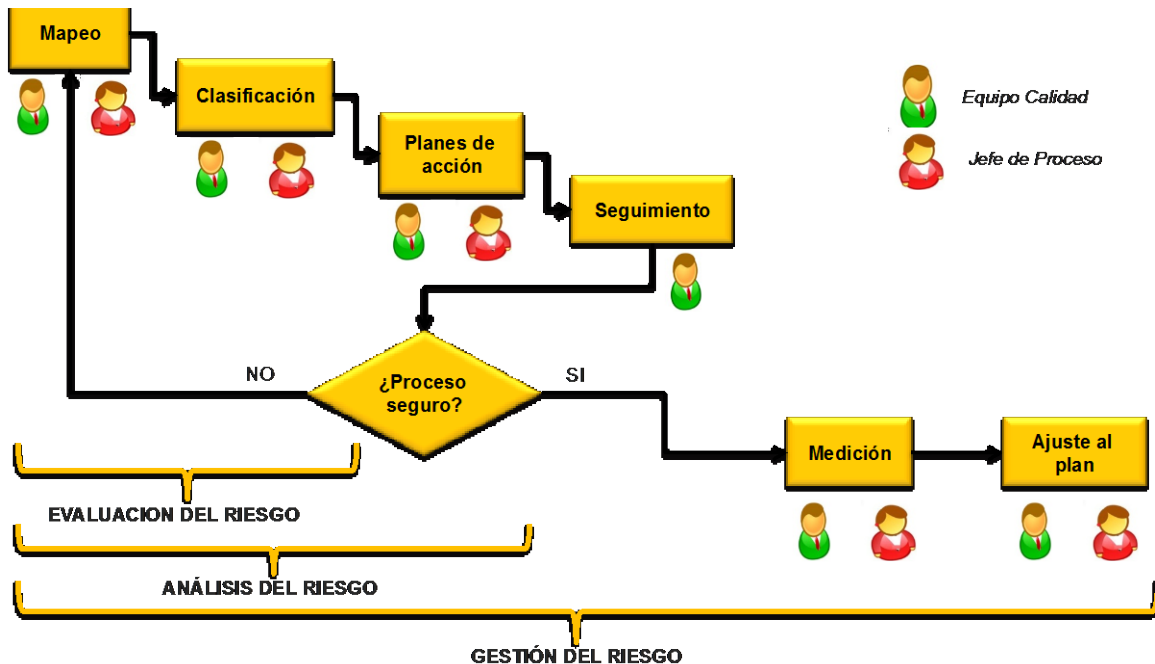 Mapeo
Clasificación
Planes de
acción
Seguimiento
Equipo Calidad
Jefe de Proceso
NO
¿Proceso
seguro?
SI
Medición
Ajuste al
plan
EVALUACION DEL RIESGO
ANÁLISIS DEL RIESGO
GESTIÓN DEL RIESGO